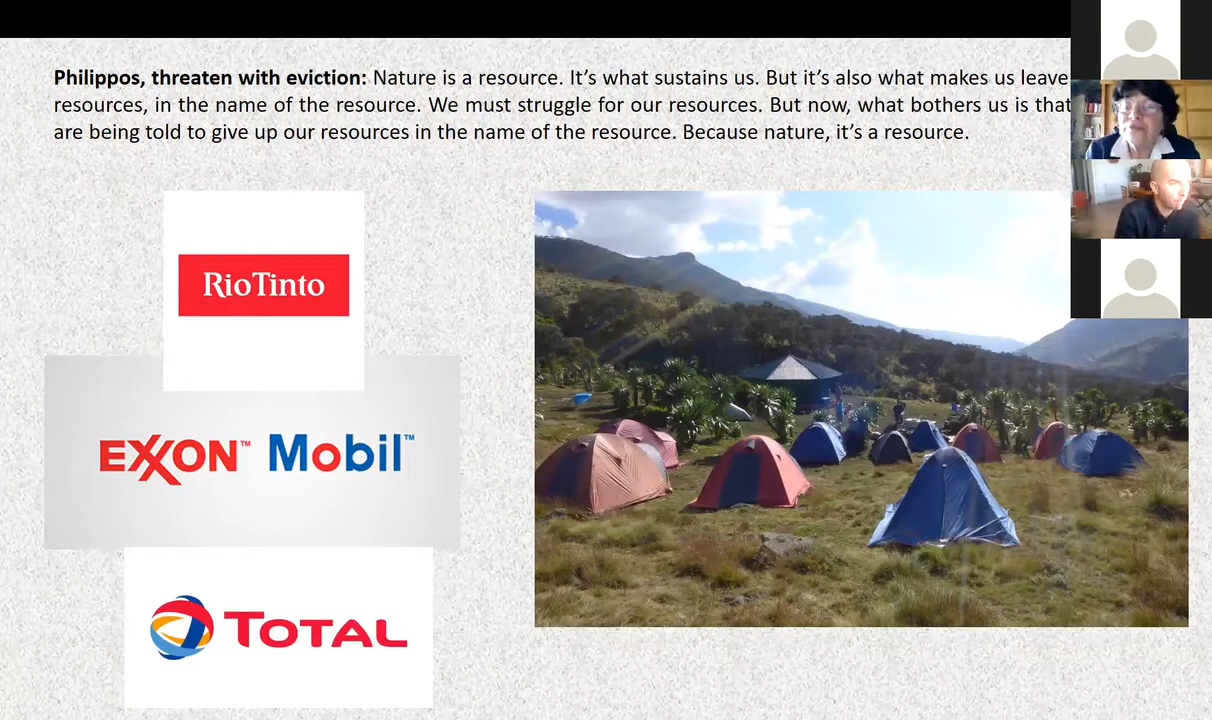 Philippos, threaten with eviction: Nature is a resource. It's what sustains us. But it's also what makes us leave
resources, in the name of the resource. We must struggle for our resources. But now, what bothers us is that
are being told to give up our resources in the name of the resource. Because nature, it's a resource.
RioTinto
EXXON™ Mobil™
TOTAL